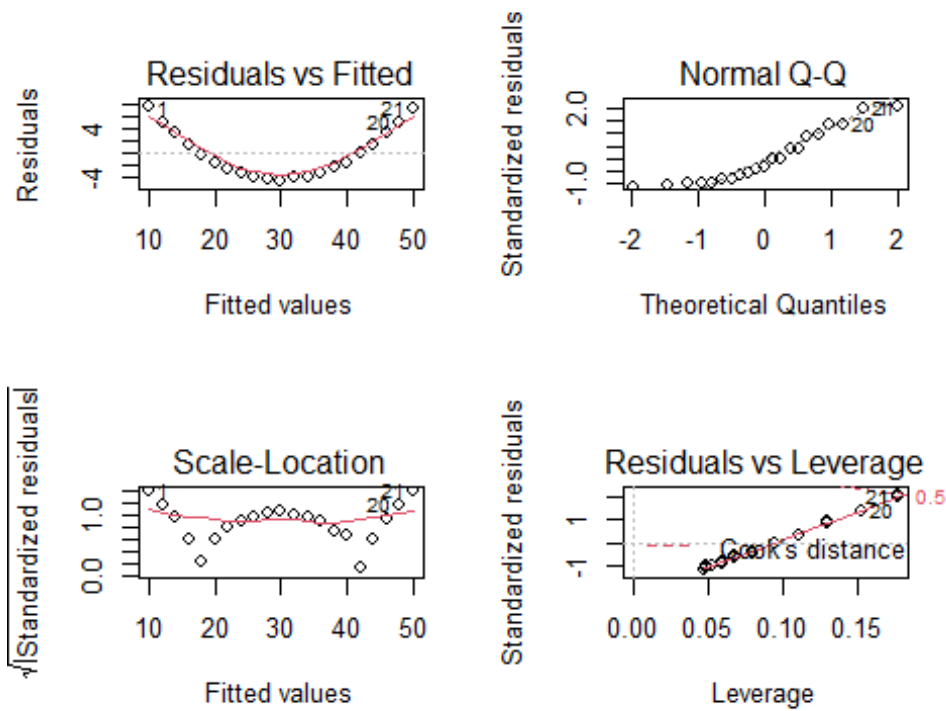 Residuals vs Fitted
Residuals
4
-4
1
21
20
10 20 30 40 50
Fitted values
Normal Q-Q
Standardized residuals
2.0
-1.0
21
20
-2 -1 0 1 2
Theoretical Quantiles
Scale-Location
√|Standardized residuals|
1.0
0.0
1
21
20
10 20 30 40 50
Fitted values
Residuals vs Leverage
Standardized residuals
1
-1
21
20
0.5
Cook's distance
0.00 0.05 0.10 0.15
Leverage